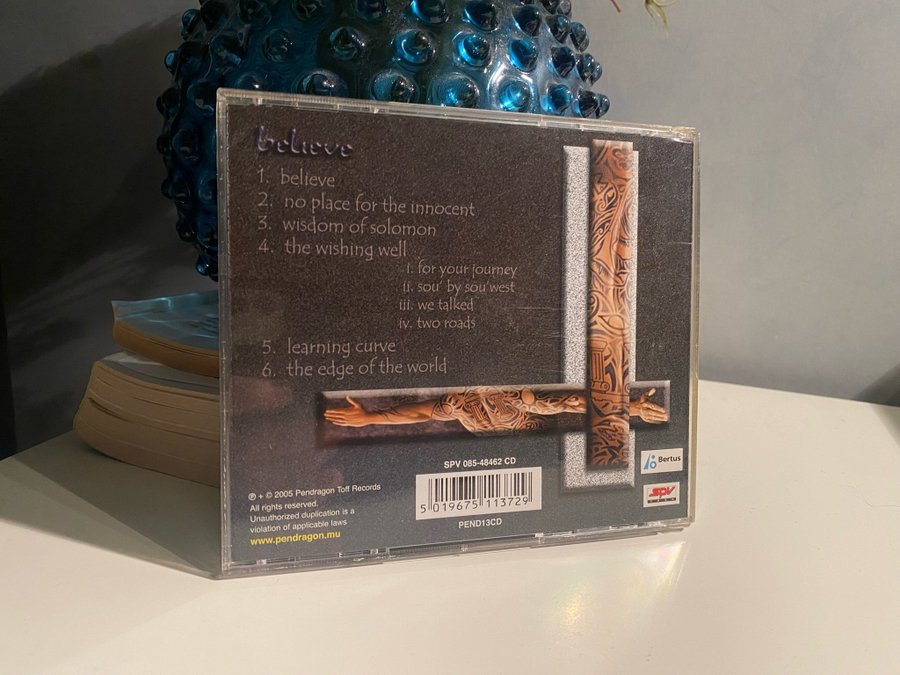 believe
1. believe
2. no place for the innocent
3. wisdom of solomon
4. the wishing well
i. for your journey
ii. sou' by sou'west
iii. we talked
iv. two roads
5. learning curve
6. the edge of the world
SPV 085-48462 CD
5 019675 113729
PEND13CD
℗ + © 2005 Pendragon Toff Records
All rights reserved.
Unauthorized duplication is a
violation of applicable laws
www.pendragon.mu
Bertus
SPV